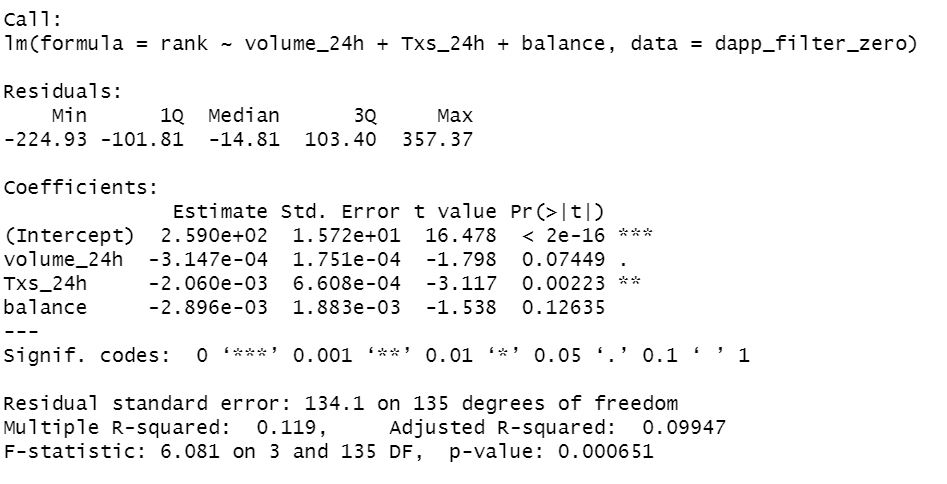 Call:
lm(formula = rank ~ volume_24h + Txs_24h + balance, data = dapp_filter_zero)
Residuals:
    Min      1Q  Median      3Q     Max
-224.93 -101.81  -14.81  103.40  357.37
Coefficients:
              Estimate Std. Error t value Pr(>|t|)
(Intercept)  2.590e+02  1.572e+01  16.478  < 2e-16 ***
volume_24h  -3.147e-04  1.751e-04  -1.798  0.07449 .
Txs_24h     -2.060e-03  6.608e-04  -3.117  0.00223 **
balance     -2.896e-03  1.883e-03  -1.538  0.12635
---
Signif. codes:  0 ‘***’ 0.001 ‘**’ 0.01 ‘*’ 0.05 ‘.’ 0.1 ‘ ’ 1
Residual standard error: 134.1 on 135 degrees of freedom
Multiple R-squared:  0.119,     Adjusted R-squared:  0.09947
F-statistic: 6.081 on 3 and 135 DF,  p-value: 0.000651